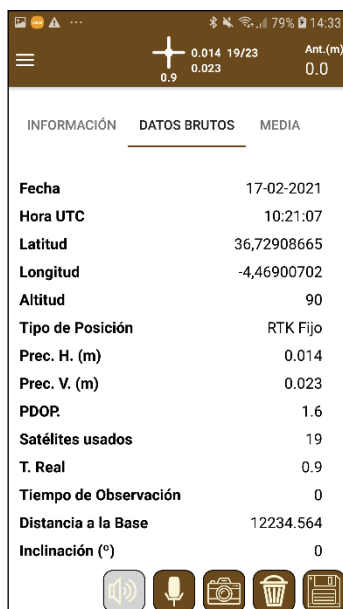 79% 14:33
0.014 19/23 Ant.(m)
0.023 0.0
0.9
INFORMACIÓN DATOS BRUTOS MEDIA
Fecha 17-02-2021
Hora UTC 10:21:07
Latitud 36,72908665
Longitud -4,46900702
Altitud 90
Tipo de Posición RTK Fijo
Prec. H. (m) 0.014
Prec. V. (m) 0.023
PDOP. 1.6
Satélites usados 19
T. Real 0.9
Tiempo de Observación 0
Distancia a la Base 12234.564
Inclinación (º) 0